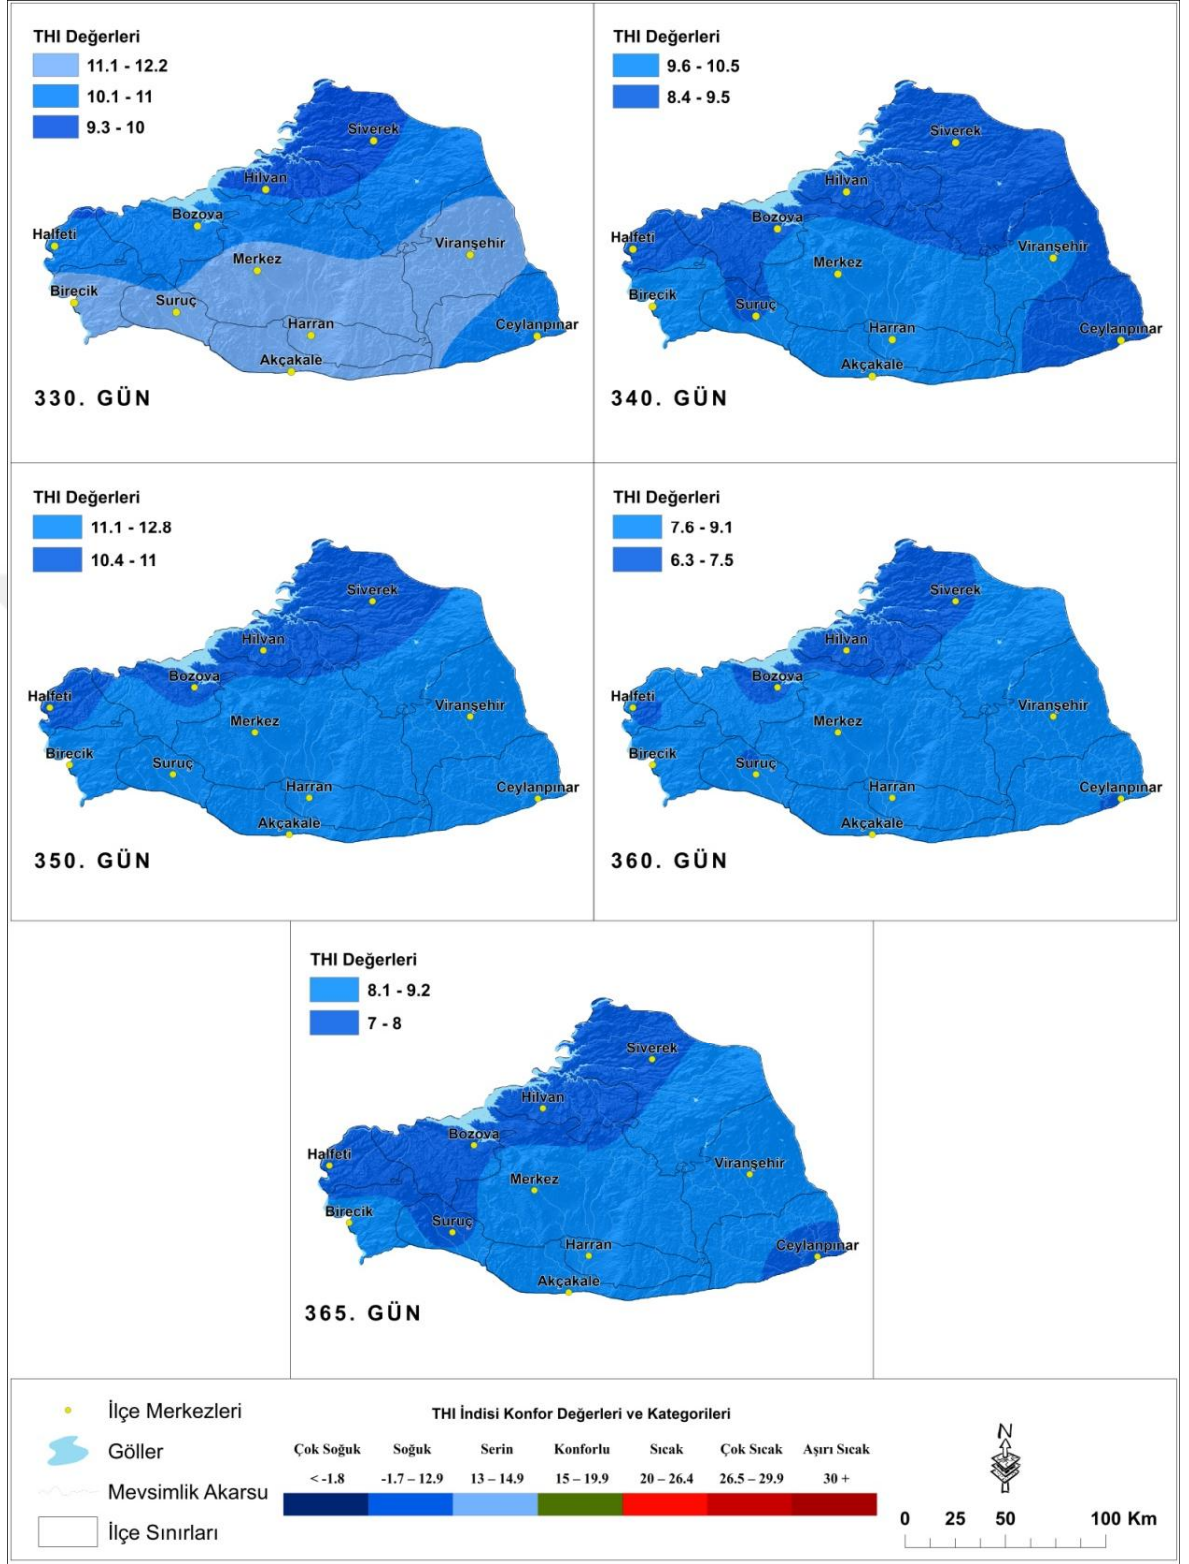 THI Değerleri
11.1 - 12.2
10.1 - 11
9.3 - 10
Siverek
Hilvan
Bozova
Halfeti
Viranşehir
Merkez
Birecik
Suruç
Harran
Ceylanpınar
Akçakale
330. GÜN
THI Değerleri
9.6 - 10.5
8.4 - 9.5
Siverek
Hilvan
Bozova
Halfeti
Viranşehir
Merkez
Birecik
Suruç
Harran
Ceylanpınar
Akçakale
340. GÜN
THI Değerleri
11.1 - 12.8
10.4 - 11
Siverek
Hilvan
Bozova
Halfeti
Viranşehir
Merkez
Birecik
Suruç
Harran
Ceylanpınar
Akçakale
350. GÜN
THI Değerleri
7.6 - 9.1
6.3 - 7.5
Siverek
Hilvan
Bozova
Halfeti
Viranşehir
Merkez
Birecik
Suruç
Harran
Ceylanpınar
Akçakale
360. GÜN
THI Değerleri
8.1 - 9.2
7 - 8
Siverek
Hilvan
Bozova
Halfeti
Viranşehir
Merkez
Birecik
Suruç
Harran
Ceylanpınar
Akçakale
365. GÜN
İlçe Merkezleri
Göller
Mevsimlik Akarsu
İlçe Sınırları
THI İndisi Konfor Değerleri ve Kategorileri
Çok Soğuk Soğuk Serin Konforlu Sıcak Çok Sıcak Aşırı Sıcak
< -1.8 -1.7 – 12.9 13 – 14.9 15 – 19.9 20 – 26.4 26.5 – 29.9 30 +
N
0 25 50 100 Km